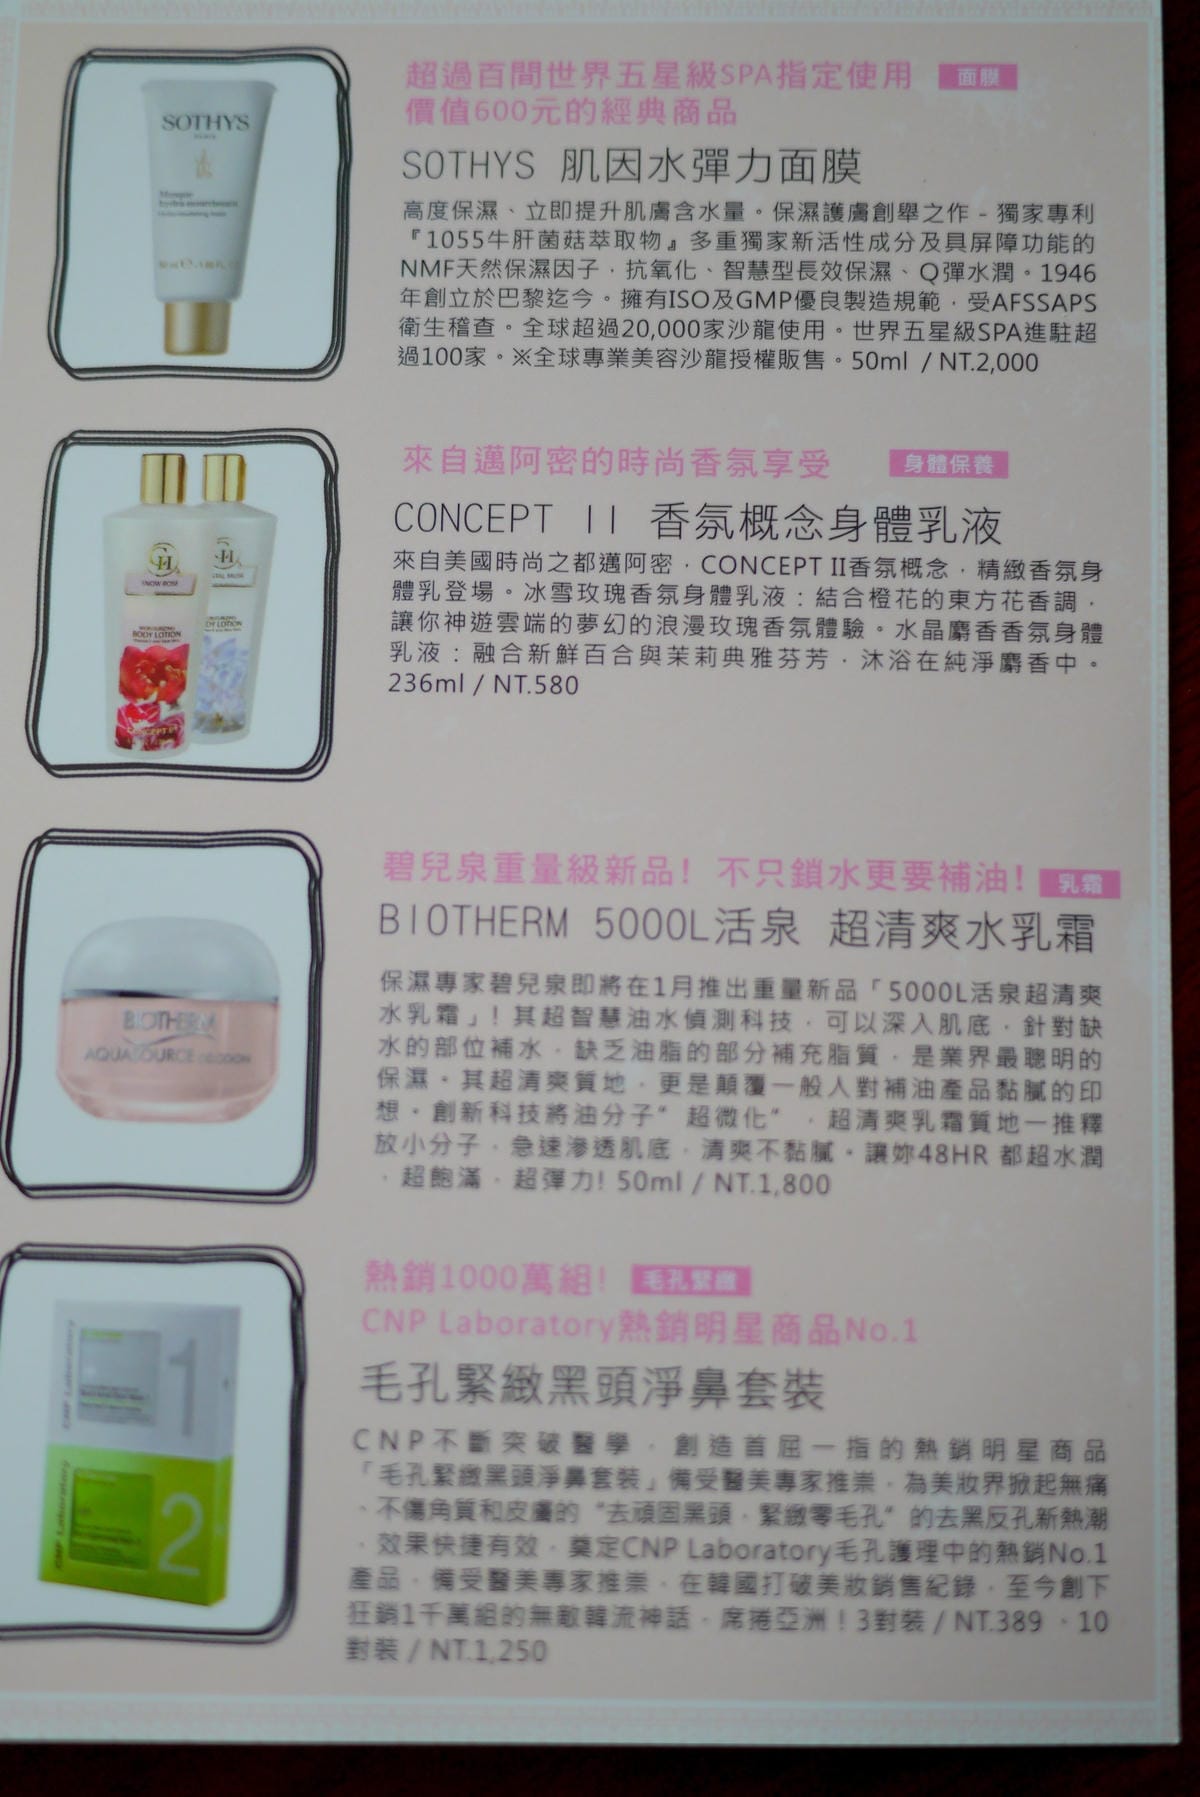 SOTHYS
PARIS
Masque
hydra-nourrissant
超過百間世界五星級SPA指定使用 面膜
價值600元的經典商品
SOTHYS 肌因水彈力面膜
高度保濕、立即提升肌膚含水量。保濕護膚創舉之作－獨家專利
『1055牛肝菌菇萃取物』多重獨家新活性成分及具屏障功能的
NMF天然保濕因子，抗氧化、智慧型長效保濕、Q彈水潤。1946
年創立於巴黎迄今。擁有ISO及GMP優良製造規範，受AFSSAPS
衛生稽查。全球超過20,000家沙龍使用。世界五星級SPA進駐超
過100家。※全球專業美容沙龍授權販售。50ml / NT.2,000
SNOW ROSE
MOISTURIZING
BODY LOTION
CONCEPT II
來自邁阿密的時尚香氛享受 身體保養
CONCEPT II 香氛概念身體乳液
來自美國時尚之都邁阿密，CONCEPT II香氛概念，精緻香氛身
體乳登場。冰雪玫瑰香氛身體乳液：結合橙花的東方花香調，
讓你神遊雲端的夢幻的浪漫玫瑰香氛體驗。水晶麝香香氛身體
乳液：融合新鮮百合與茉莉典雅芬芳，沐浴在純淨麝香中。
236ml / NT.580
BIOTHERM
AQUASOURCE COCOON
碧兒泉重量級新品！不只鎖水更要補油！ 乳霜
BIOTHERM 5000L活泉 超清爽水乳霜
保濕專家碧兒泉即將在1月推出重量新品「5000L活泉超清爽
水乳霜」！其超智慧油水偵測科技，可以深入肌底，針對缺
水的部位補水，缺乏油脂的部分補充脂質，是業界最聰明的
保濕。其超清爽質地，更是顛覆一般人對補油產品黏膩的印
想。創新科技將油分子“超微化”，超清爽乳霜質地一推釋
放小分子，急速滲透肌底，清爽不黏膩。讓妳48HR 都超水潤
，超飽滿，超彈力! 50ml / NT.1,800
CNP Laboratory
1
CNP Laboratory
2
熱銷1000萬組! 毛孔緊緻
CNP Laboratory熱銷明星商品No.1
毛孔緊緻黑頭淨鼻套裝
CNP不斷突破醫學，創造首屈一指的熱銷明星商品
「毛孔緊緻黑頭淨鼻套裝」備受醫美專家推崇，為美妝界掀起無痛
、不傷角質和皮膚的“去頑固黑頭，緊緻零毛孔”的去黑反孔新熱潮
，效果快捷有效，奠定CNP Laboratory毛孔護理中的熱銷No.1
產品，備受醫美專家推崇，在韓國打破美妝銷售紀錄，至今創下
狂銷1千萬組的無敵韓流神話，席捲亞洲！3對裝 / NT.389 ，10
對裝 / NT.1,250